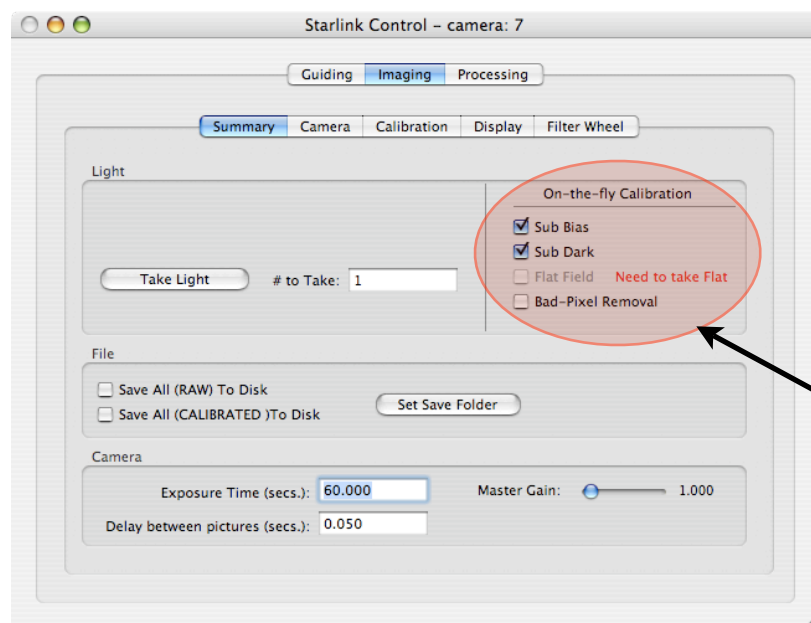 Starlink Control – camera: 7
Guiding Imaging Processing
Summary Camera Calibration Display Filter Wheel
Light
On-the-fly Calibration
Sub Bias
Sub Dark
Take Light # to Take: 1
Flat Field Need to take Flat
Bad-Pixel Removal
File
Save All (RAW) To Disk
Save All (CALIBRATED )To Disk
Set Save Folder
Camera
Exposure Time (secs.): 60.000 Master Gain: 1.000
Delay between pictures (secs.): 0.050